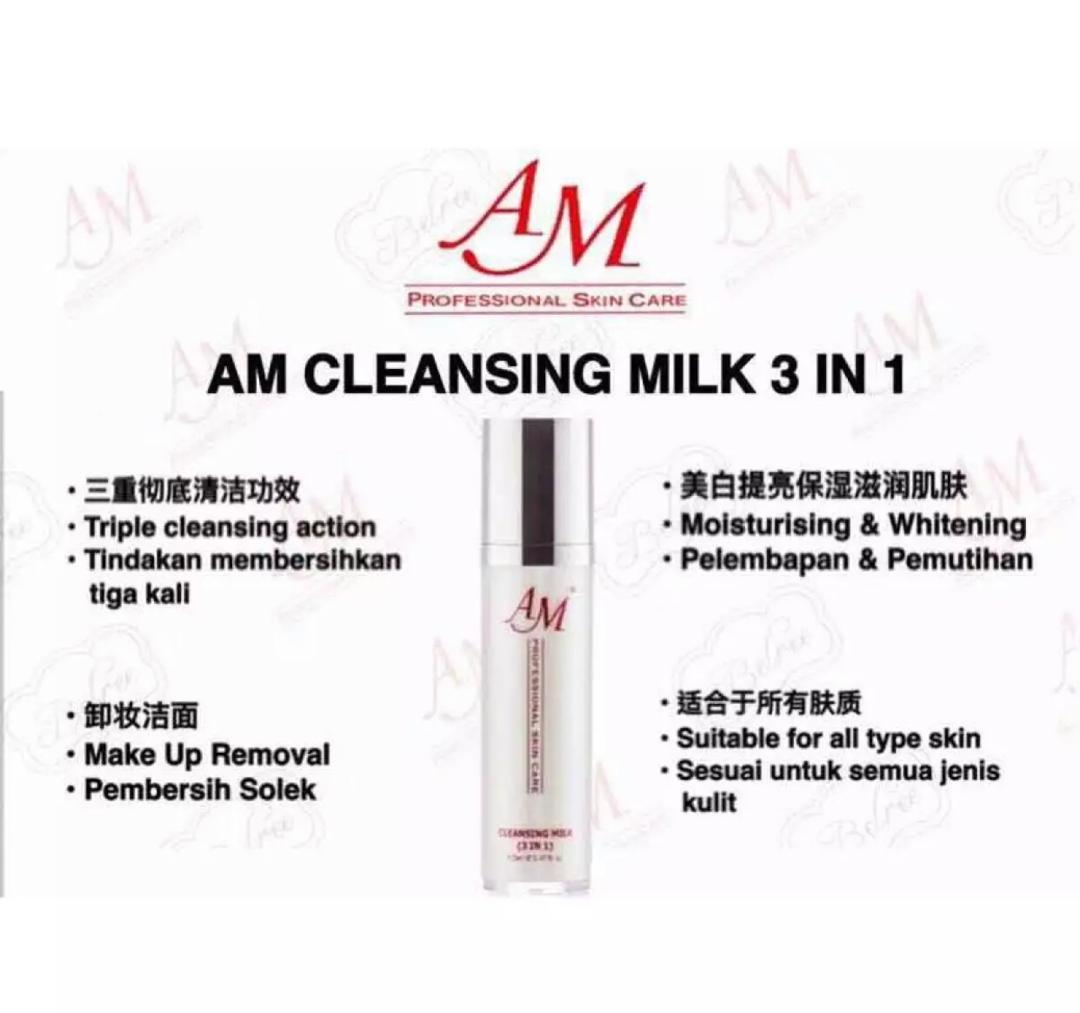 AM
PROFESSIONAL SKIN CARE
AM CLEANSING MILK 3 IN 1
• 三重彻底清洁功效
• Triple cleansing action
• Tindakan membersihkan
tiga kali
• 卸妆洁面
• Make Up Removal
• Pembersih Solek
AM
PROFESSIONAL SKIN CARE
CLEANSING MILK
(3 IN 1)
• 美白提亮保湿滋润肌肤
• Moisturising & Whitening
• Pelembapan & Pemutihan
• 适合于所有肤质
• Suitable for all type skin
• Sesuai untuk semua jenis
kulit